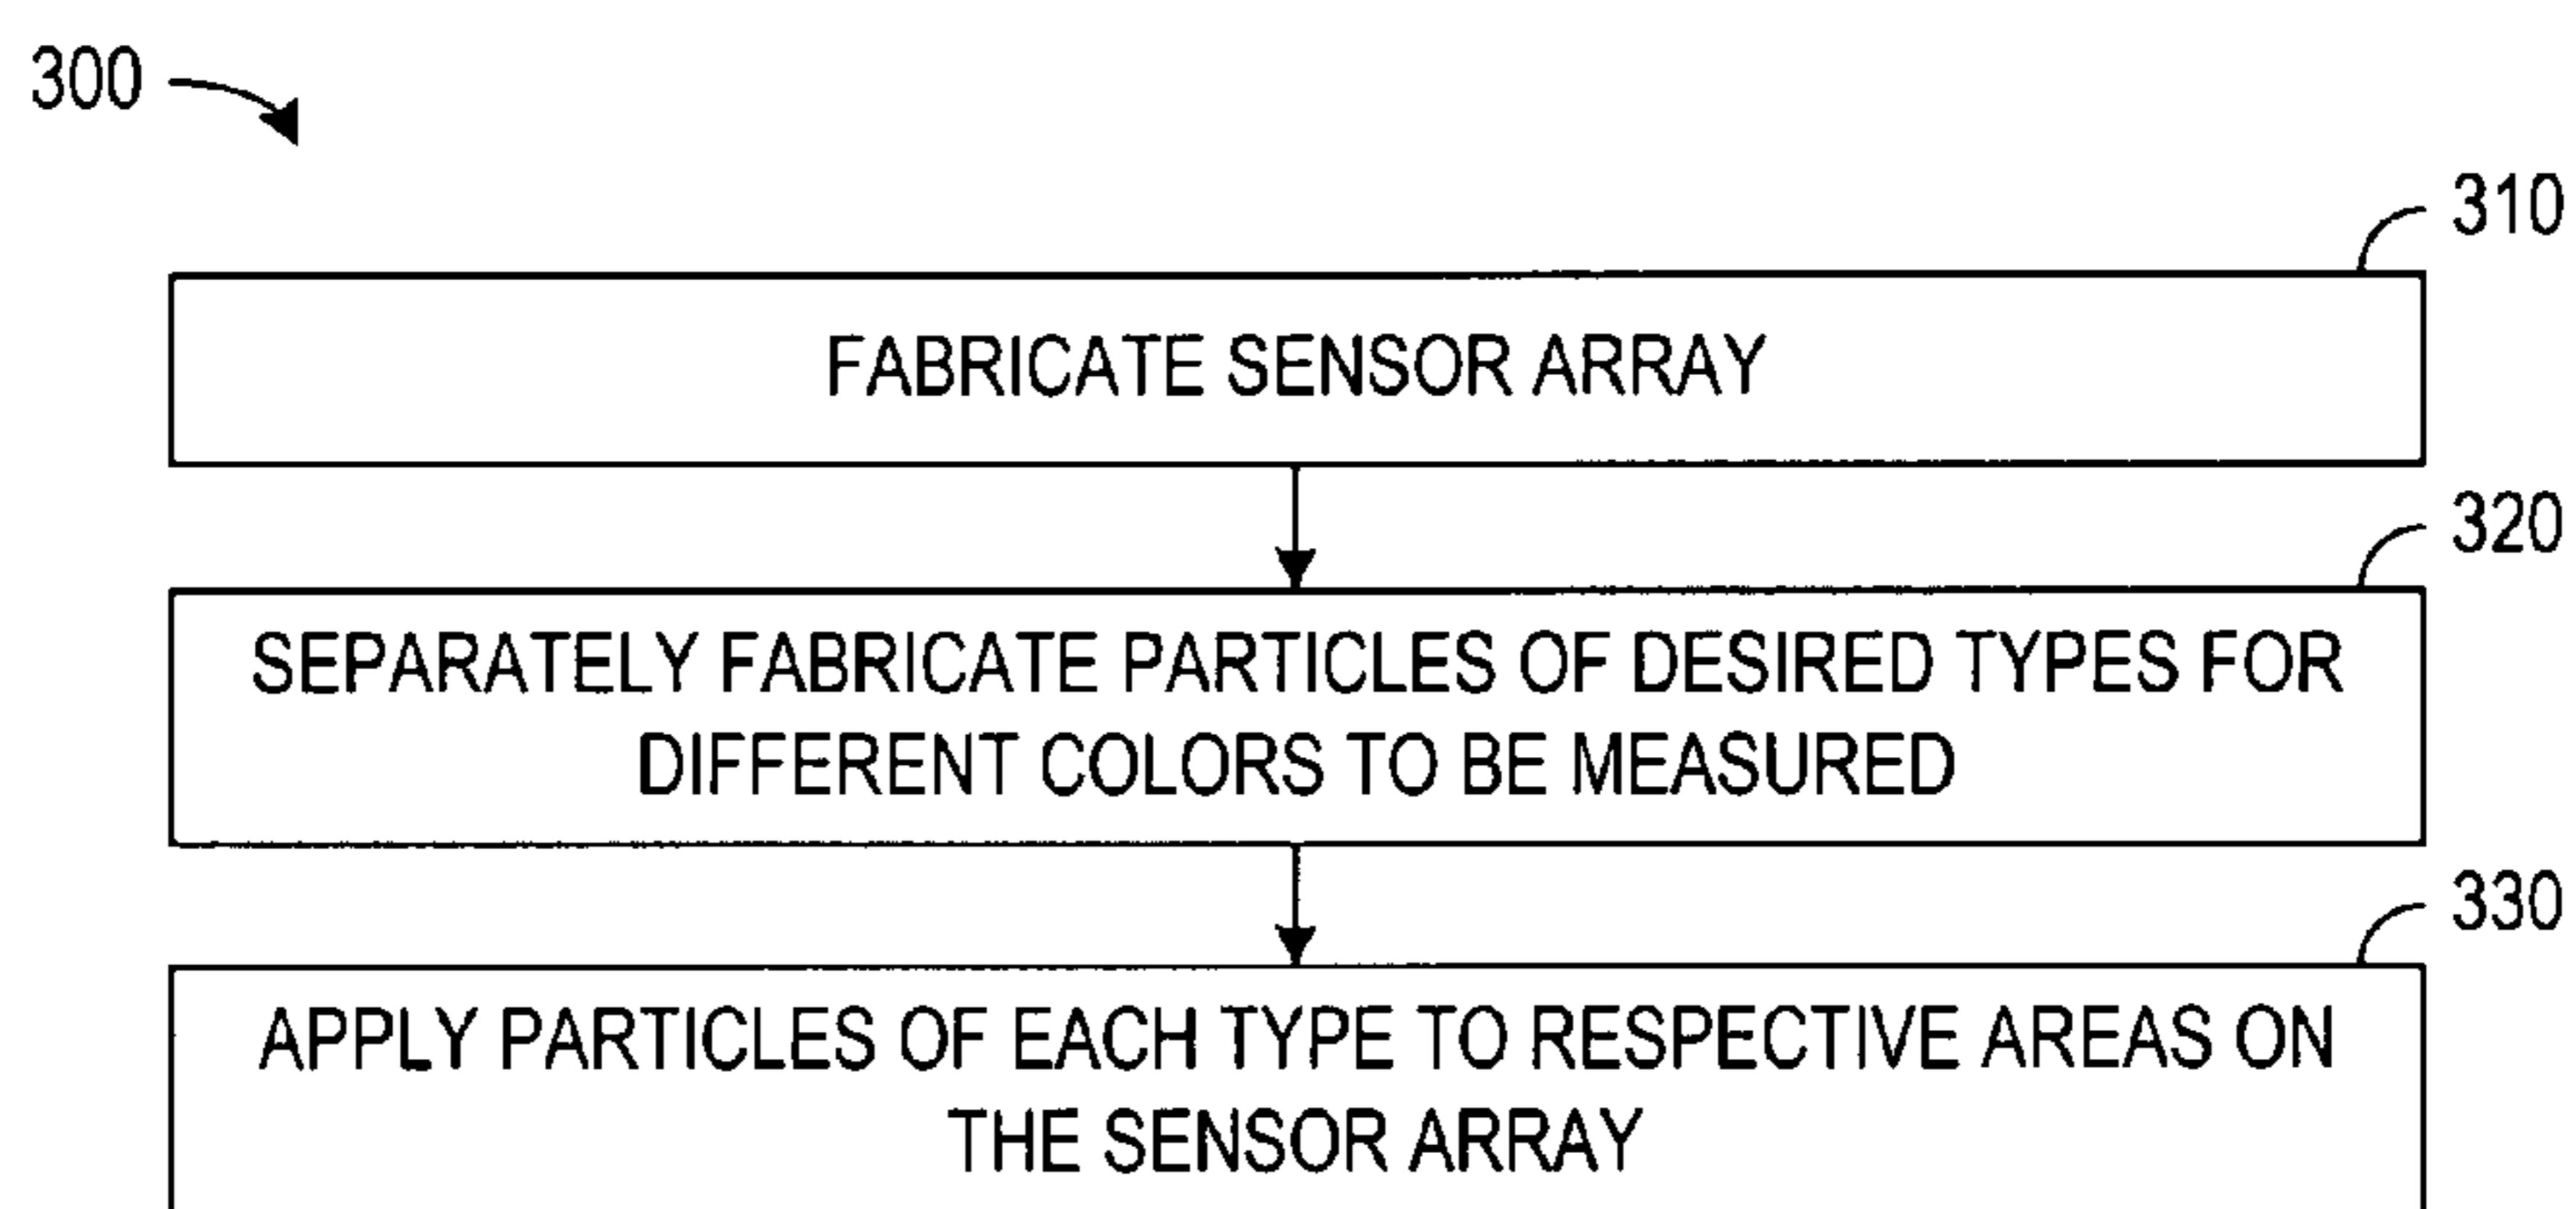 300
310
FABRICATE SENSOR ARRAY
320
SEPARATELY FABRICATE PARTICLES OF DESIRED TYPES FOR
DIFFERENT COLORS TO BE MEASURED
330
APPLY PARTICLES OF EACH TYPE TO RESPECTIVE AREAS ON
THE SENSOR ARRAY